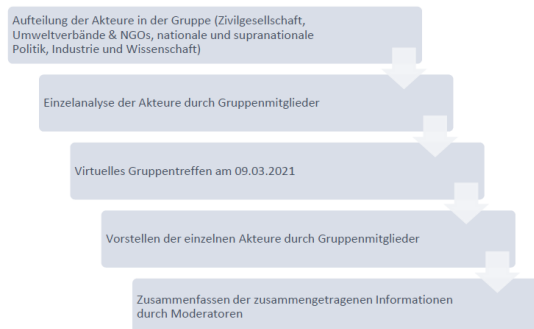 Aufteilung der Akteure in der Gruppe (Zivilgesellschaft,
Umweltverbände & NGOs, nationale und supranationale
Politik, Industrie und Wissenschaft)
Einzelanalyse der Akteure durch Gruppenmitglieder
Virtuelles Gruppentreffen am 09.03.2021
Vorstellen der einzelnen Akteure durch Gruppenmitglieder
Zusammenfassen der zusammengetragenen Informationen
durch Moderatoren